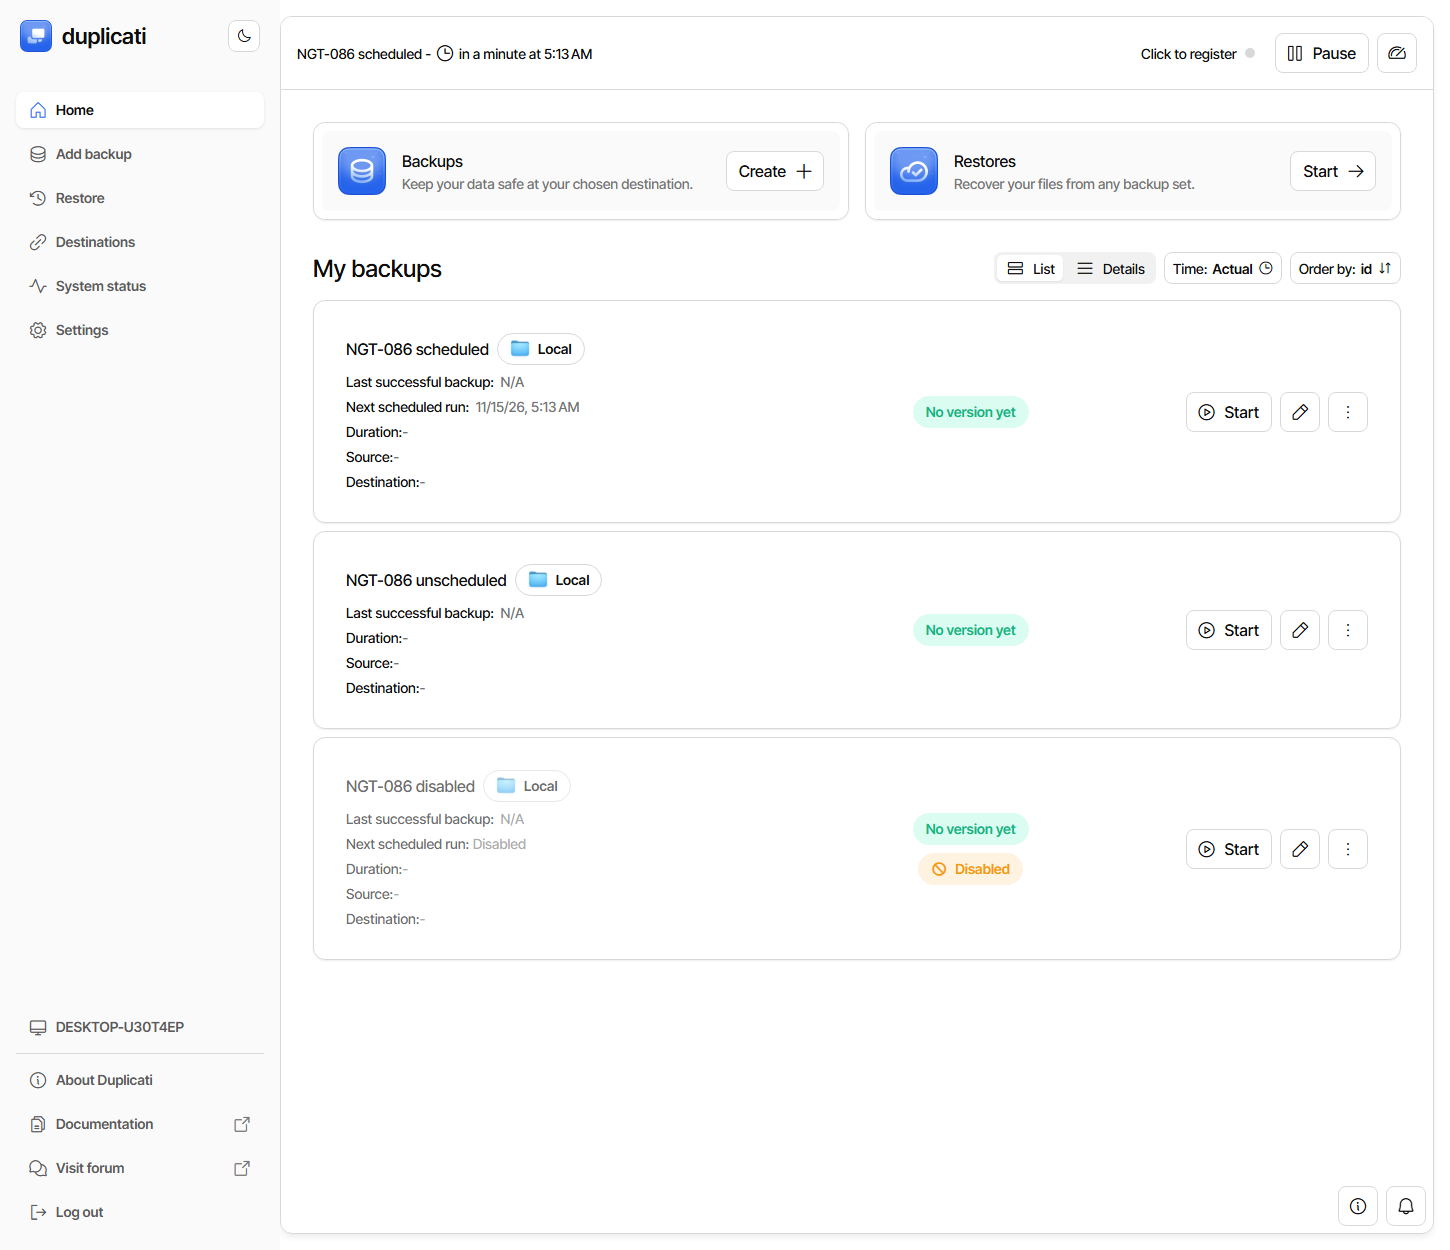 duplicati
Home
Add backup
Restore
Destinations
System status
Settings
DESKTOP-U30T4EP
About Duplicati
Documentation
Visit forum
Log out
NGT-086 scheduled - in a minute at 5:13 AM
Click to register
Pause
Backups
Keep your data safe at your chosen destination.
Create
Restores
Recover your files from any backup set.
Start
My backups
List
Details
Time: Actual
Order by: id
NGT-086 scheduled
Local
Last successful backup: N/A
Next scheduled run: 11/15/26, 5:13 AM
Duration:-
Source:-
Destination:-
No version yet
Start
NGT-086 unscheduled
Local
Last successful backup: N/A
Duration:-
Source:-
Destination:-
No version yet
Start
NGT-086 disabled
Local
Last successful backup: N/A
Next scheduled run: Disabled
Duration:-
Source:-
Destination:-
No version yet
Disabled
Start